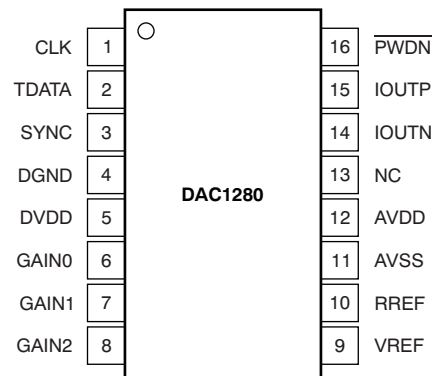 CLK 1 16 PWDN
TDATA 2 15 IOUTP
SYNC 3 14 IOUTN
DGND 4 13 NC
DAC1280
DVDD 5 12 AVDD
GAIN0 6 11 AVSS
GAIN1 7 10 RREF
GAIN2 8 9 VREF